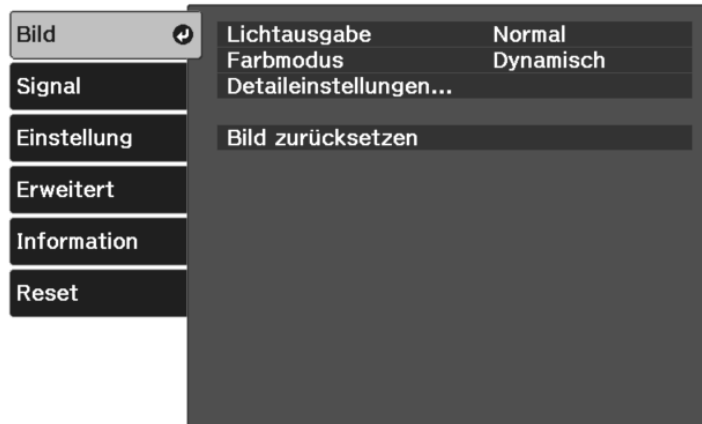 Bild
Signal
Einstellung
Erweitert
Information
Reset
Lichtausgabe Normal
Farbmodus Dynamisch
Detaileinstellungen...
Bild zurücksetzen